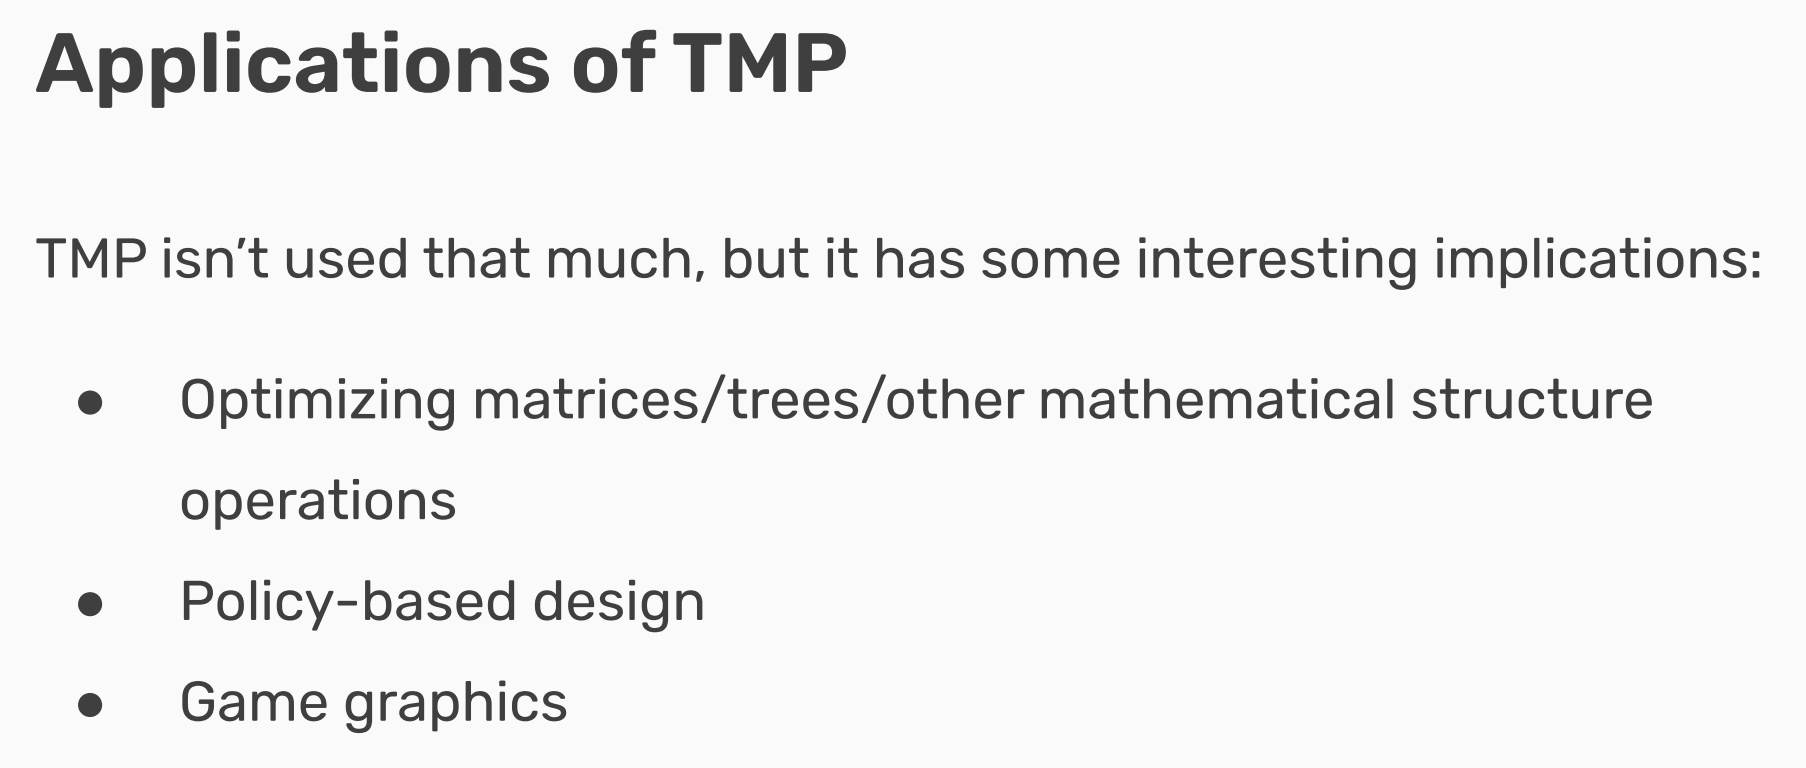 Applications of TMP
TMP isn’t used that much, but it has some interesting implications:
● Optimizing matrices/trees/other mathematical structure
operations
● Policy-based design
● Game graphics